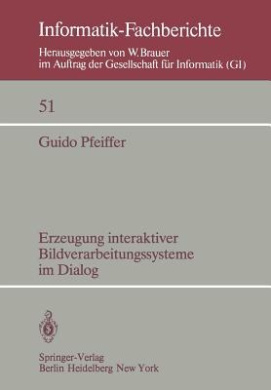 Informatik-Fachberichte
Herausgegeben von W. Brauer
im Auftrag der Gesellschaft für Informatik (GI)
51
Guido Pfeiffer
Erzeugung interaktiver
Bildverarbeitungssysteme
im Dialog
Springer-Verlag
Berlin Heidelberg New York